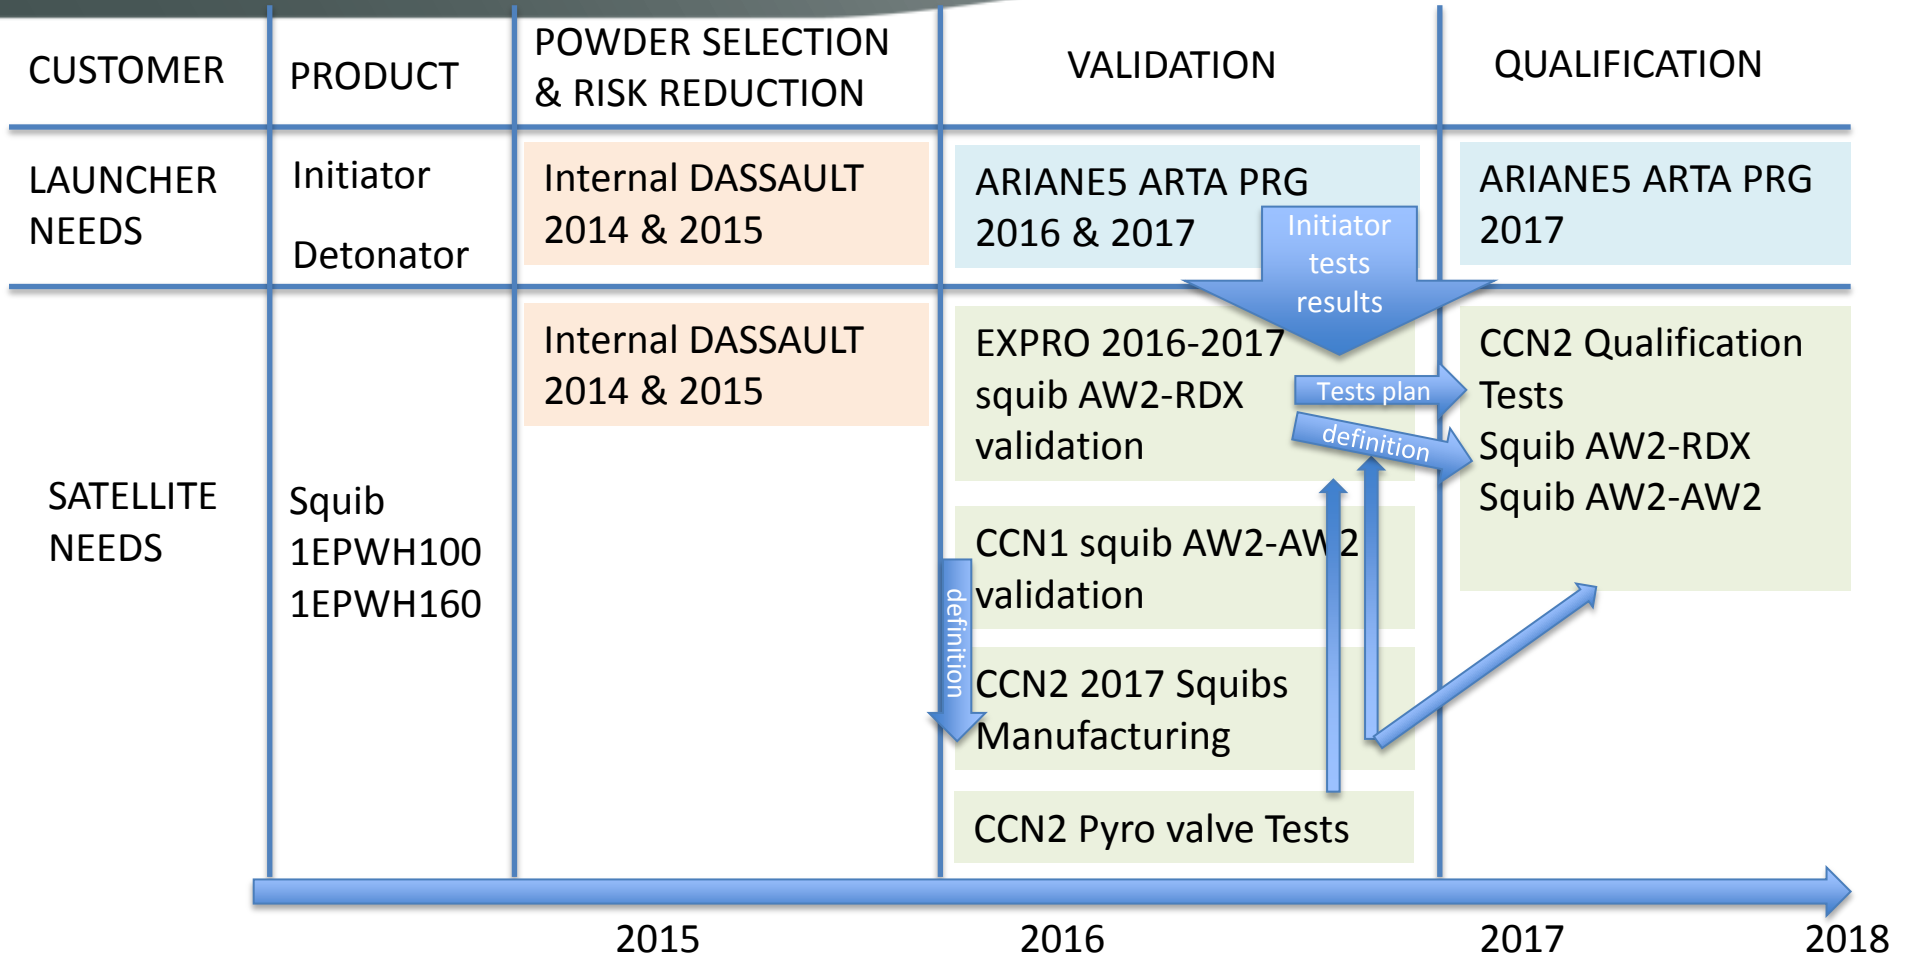 CUSTOMER
PRODUCT
POWDER SELECTION
& RISK REDUCTION
VALIDATION
QUALIFICATION
LAUNCHER
NEEDS
Initiator
Detonator
Internal DASSAULT
2014 & 2015
ARIANE5 ARTA PRG
2016 & 2017
Initiator
tests
results
ARIANE5 ARTA PRG
2017
SATELLITE
NEEDS
Squib
1EPWH100
1EPWH160
Internal DASSAULT
2014 & 2015
EXPRO 2016-2017
squib AW2-RDX
validation
Tests plan
definition
CCN1 squib AW2-AW2
validation
definition
CCN2 2017 Squibs
Manufacturing
CCN2 Pyro valve Tests
CCN2 Qualification
Tests
Squib AW2-RDX
Squib AW2-AW2
2015
2016
2017
2018